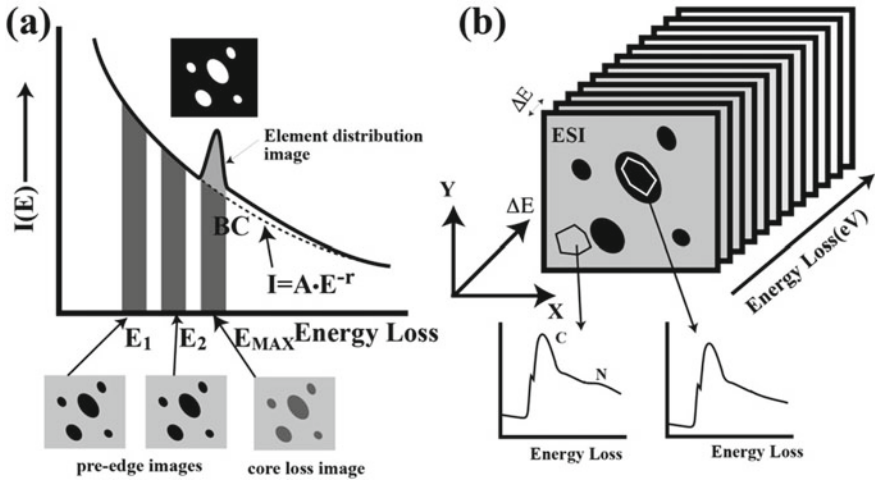 (a)
I(E)
Element distribution
image
BC
I=A·E-r
E1
E2
EMAX
Energy Loss
pre-edge images
core loss image
(b)
ΔE
ESI
Y
ΔE
X
Energy Loss(eV)
C
N
Energy Loss
Energy Loss